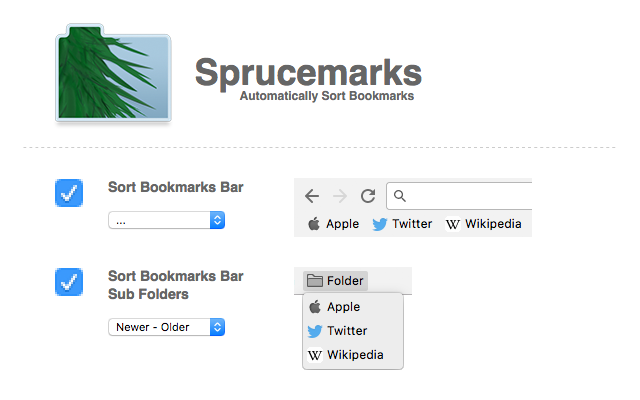 Sprucemarks
Automatically Sort Bookmarks
Sort Bookmarks Bar
...
Apple Twitter W Wikipedia
Sort Bookmarks Bar
Sub Folders
Newer - Older
Folder
Apple
Twitter
W Wikipedia